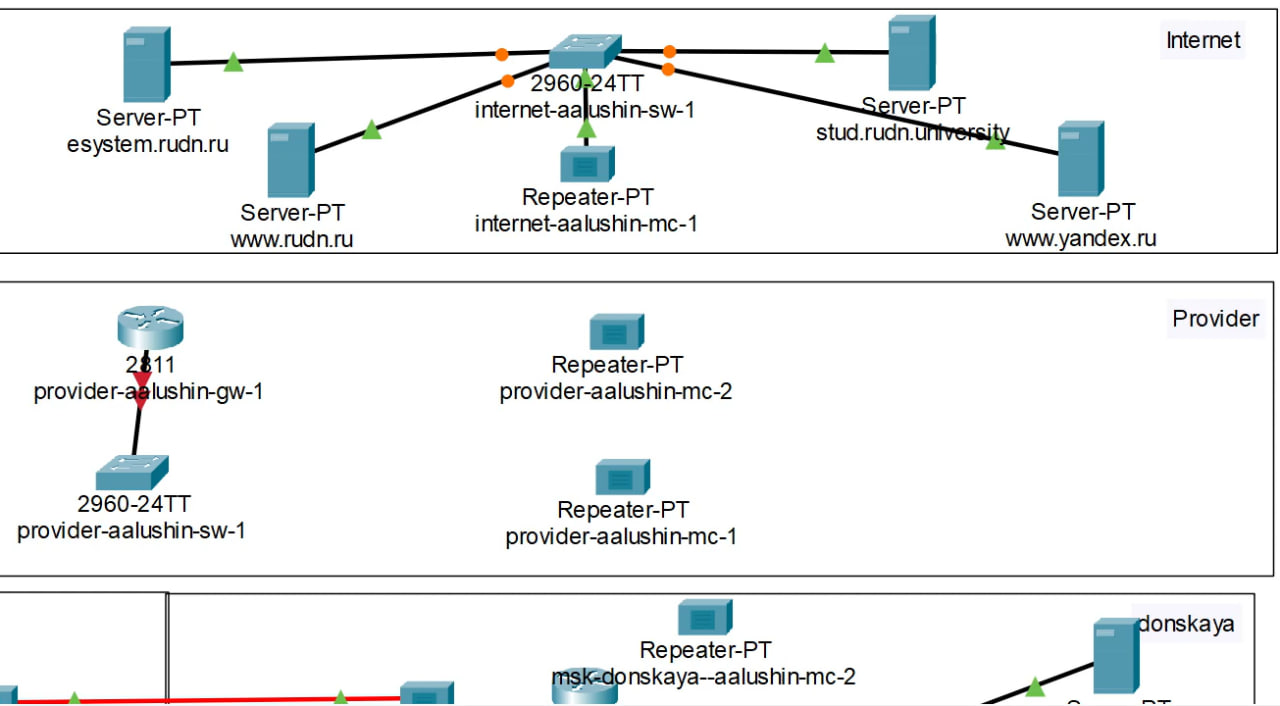 Internet
Server-PT
esystem.rudn.ru
2960-24TT
internet-aalushin-sw-1
Server-PT
stud.rudn.university
Server-PT
www.rudn.ru
Repeater-PT
internet-aalushin-mc-1
Server-PT
www.yandex.ru
Provider
2811
provider-aalushin-gw-1
Repeater-PT
provider-aalushin-mc-2
2960-24TT
provider-aalushin-sw-1
Repeater-PT
provider-aalushin-mc-1
donskaya
Repeater-PT
msk-donskaya--aalushin-mc-2